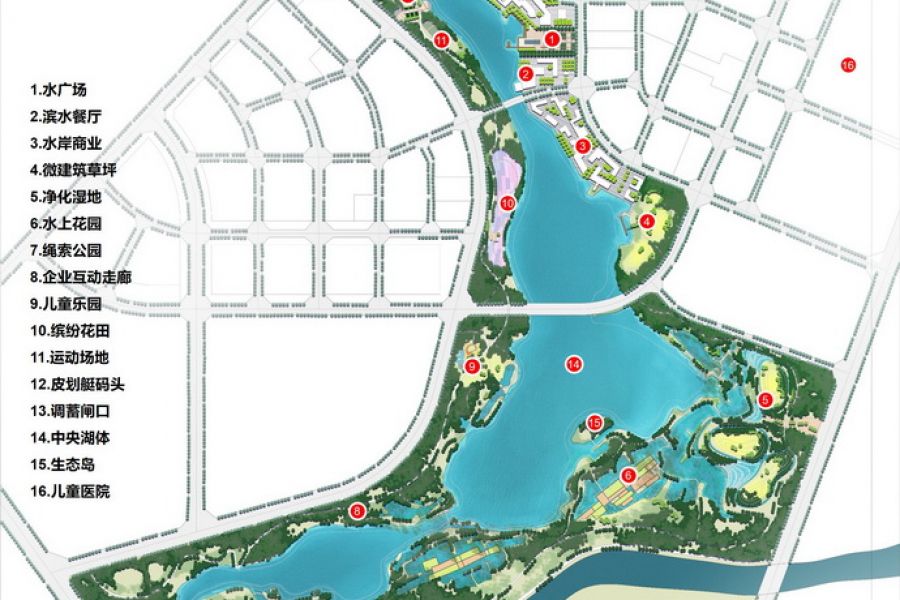 1.水广场
2.滨水餐厅
3.水岸商业
4.微建筑草坪
5.净化湿地
6.水上花园
7.绳索公园
8.企业互动走廊
9.儿童乐园
10.缤纷花田
11.运动场地
12.皮划艇码头
13.调蓄闸口
14.中央湖体
15.生态岛
16.儿童医院
11
1
2
16
3
10
4
14
9
5
15
6
8